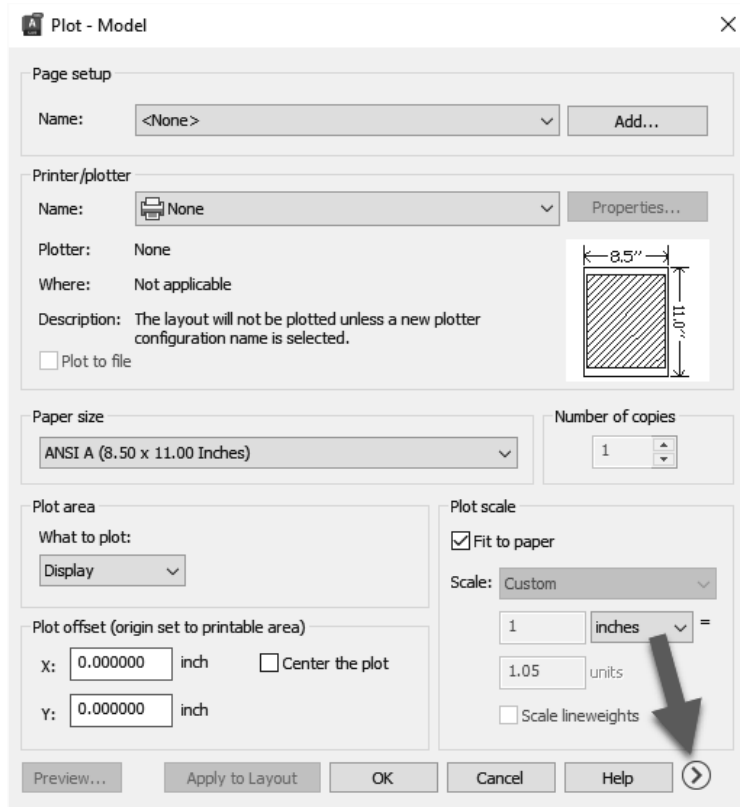 Plot - Model
Page setup
Name:
<None>
Add...
Printer/plotter
Name:
None
Properties...
Plotter:
None
Where:
Not applicable
Description:
The layout will not be plotted unless a new plotter
configuration name is selected.
Plot to file
8.5''
11.0''
Paper size
ANSI A (8.50 x 11.00 Inches)
Number of copies
1
Plot area
What to plot:
Display
Plot offset (origin set to printable area)
X:
0.000000
inch
Center the plot
Y:
0.000000
inch
Plot scale
Fit to paper
Scale:
Custom
1
inches
=
1.05
units
Scale lineweights
Preview...
Apply to Layout
OK
Cancel
Help